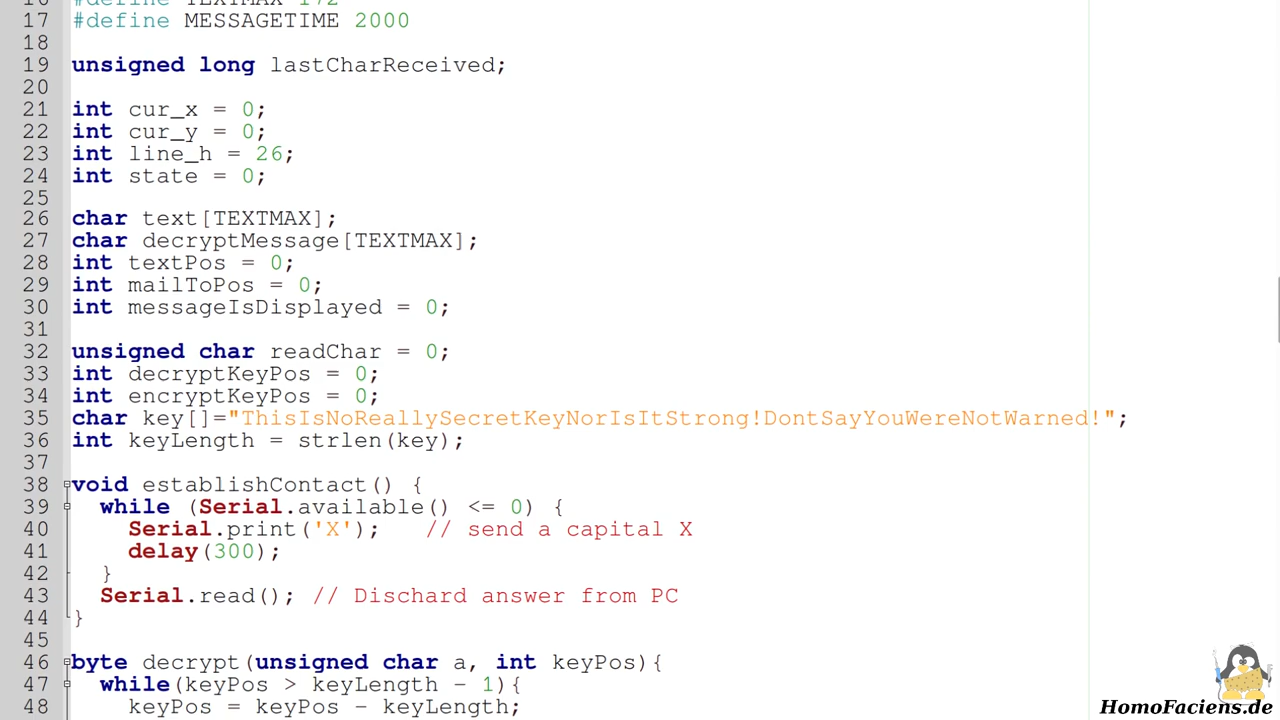 17 #define MESSAGETIME 2000
18
19 unsigned long lastCharReceived;
20
21 int cur_x = 0;
22 int cur_y = 0;
23 int line_h = 26;
24 int state = 0;
25
26 char text[TEXTMAX];
27 char decryptMessage[TEXTMAX];
28 int textPos = 0;
29 int mailToPos = 0;
30 int messageIsDisplayed = 0;
31
32 unsigned char readChar = 0;
33 int decryptKeyPos = 0;
34 int encryptKeyPos = 0;
35 char key[]="ThisIsNoReallySecretKeyNorIsItStrong!DontSayYouWereNotWarned!";
36 int keyLength = strlen(key);
37
38 void establishContact() {
39 while (Serial.available() <= 0) {
40 Serial.print('X'); // send a capital X
41 delay(300);
42 }
43 Serial.read(); // Dischard answer from PC
44 }
45
46 byte decrypt(unsigned char a, int keyPos){
47 while(keyPos > keyLength - 1){
48 keyPos = keyPos - keyLength;
HomoFaciens.de